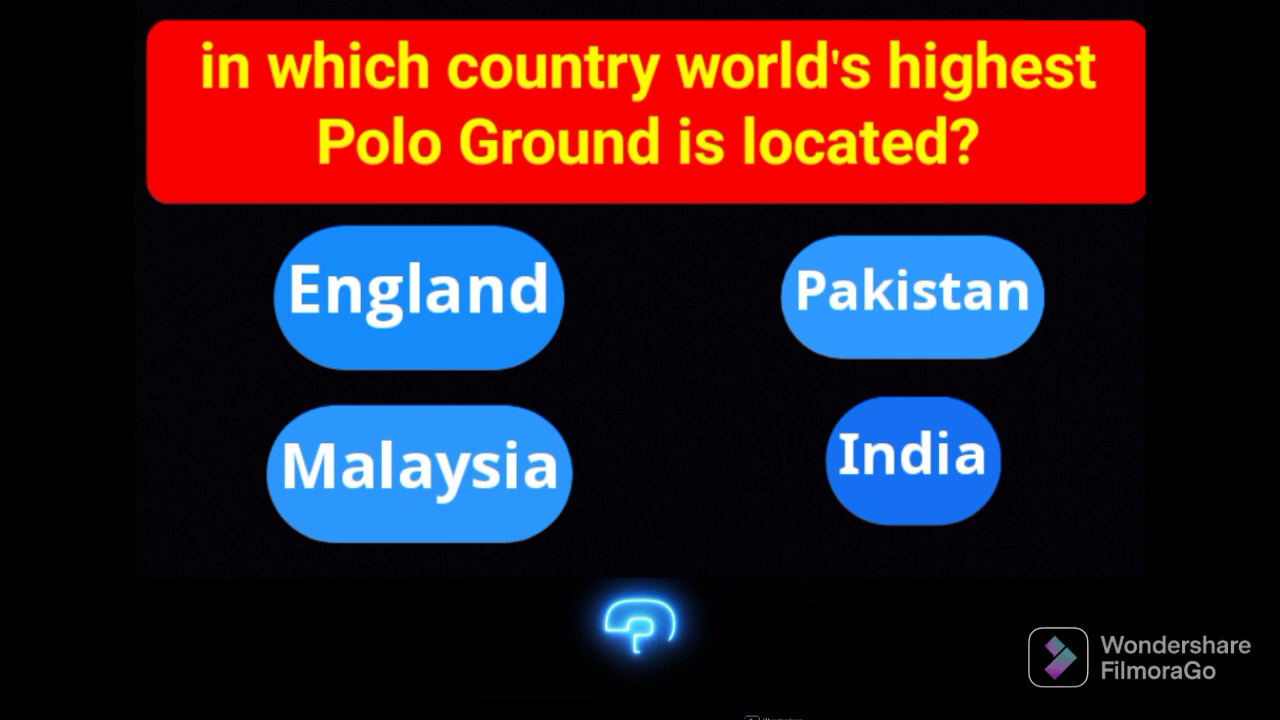 in which country world's highest
Polo Ground is located?
England
Pakistan
Malaysia
India
Wondershare
FilmoraGo